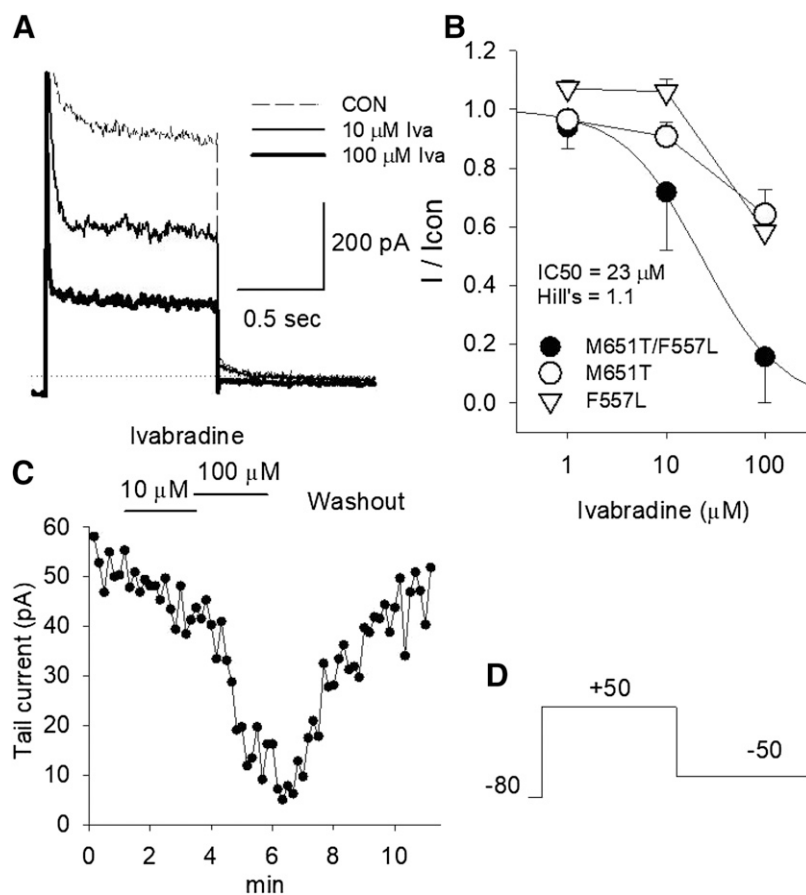 A
CON
10 μM Iva
100 μM Iva
200 pA
0.5 sec
B
1.2
1.0
0.8
0.6
0.4
0.2
0.0
I / Icon
IC50 = 23 μM
Hill's = 1.1
M651T/F557L
M651T
F557L
1 10 100
Ivabradine (μM)
Ivabradine
C
10 μM
100 μM
Washout
60
50
40
30
20
10
0
Tail current (pA)
0 2 4 6 8 10
min
D
+50
-50
-80